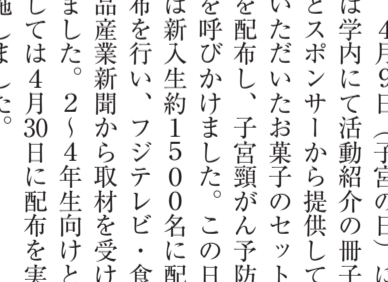 4月9日（子宮の日）に
は学内にて活動紹介の冊子
とスポンサーから提供して
いただいたお菓子のセット
を配布し、子宮頸がん予防
を呼びかけました。この日
は新入生約1500名に配
布を行い、フジテレビ・食
品産業新聞から取材を受け
ました。2〜4年生向けと
しては4月30日に配布を実
施しました。